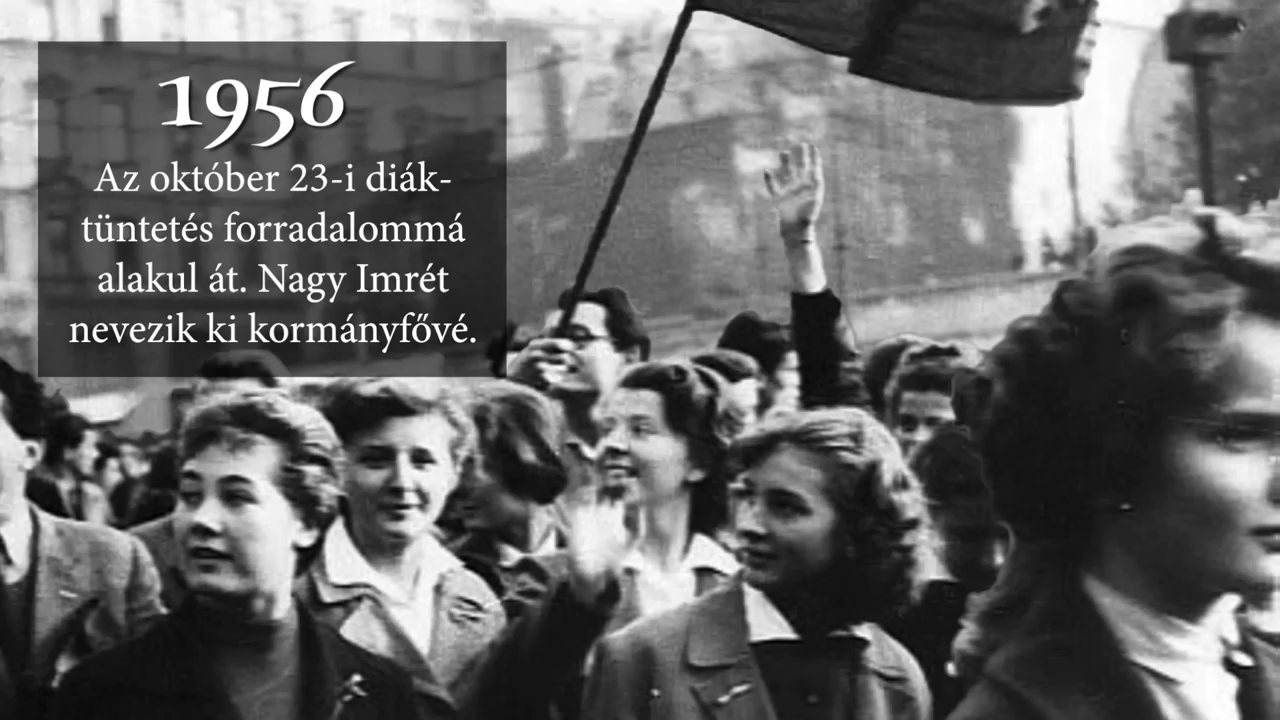 1956
Az október 23-i diák-
tüntetés forradalommá
alakul át. Nagy Imrét
nevezik ki kormányfővé.